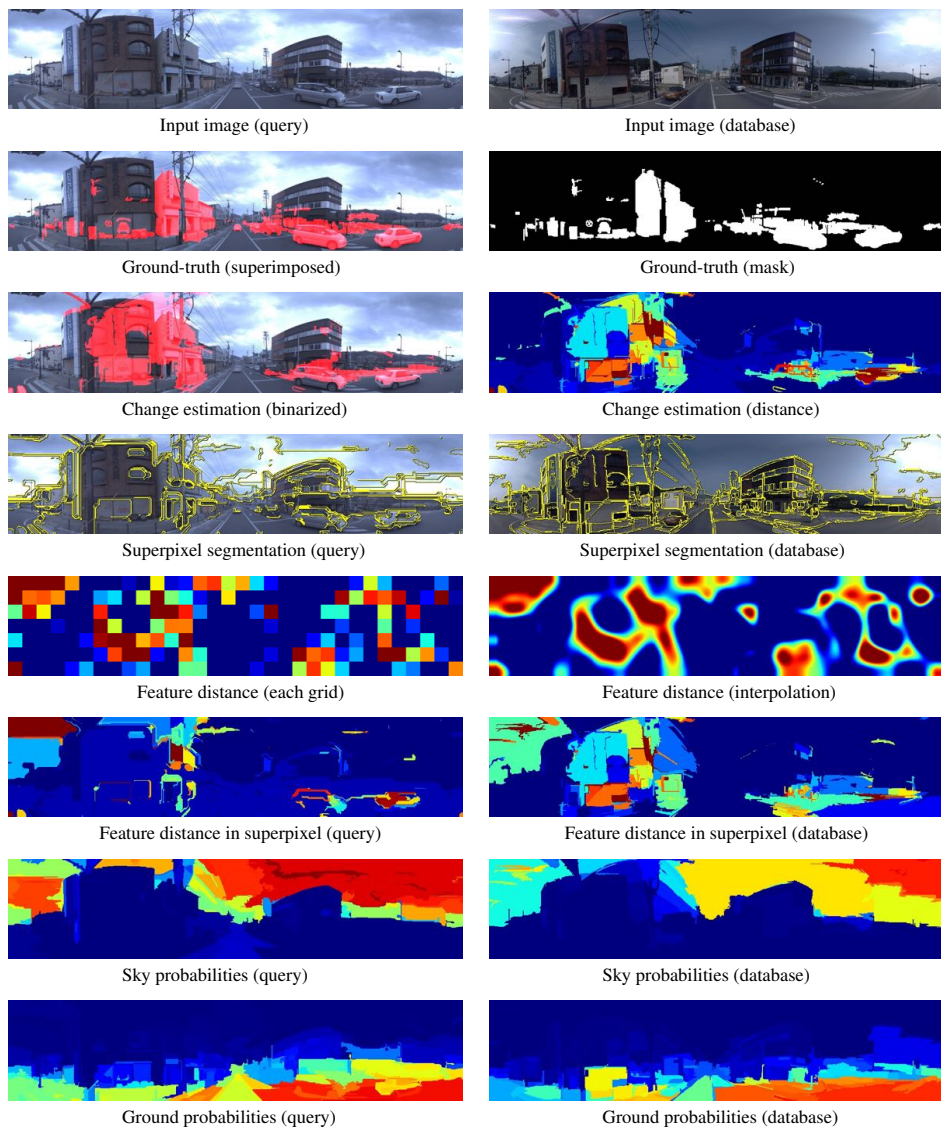 Input image (query)
Input image (database)
Ground-truth (superimposed)
Ground-truth (mask)
Change estimation (binarized)
Change estimation (distance)
Superpixel segmentation (query)
Superpixel segmentation (database)
Feature distance (each grid)
Feature distance (interpolation)
Feature distance in superpixel (query)
Feature distance in superpixel (database)
Sky probabilities (query)
Sky probabilities (database)
Ground probabilities (query)
Ground probabilities (database)